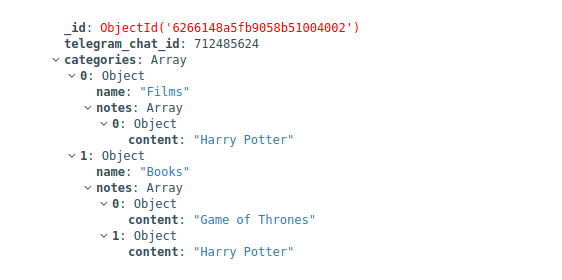 _id: ObjectId('6266148a5fb9058b51004002')
telegram_chat_id: 712485624
categories: Array
0: Object
name: "Films"
notes: Array
0: Object
content: "Harry Potter"
1: Object
name: "Books"
notes: Array
0: Object
content: "Game of Thrones"
1: Object
content: "Harry Potter"